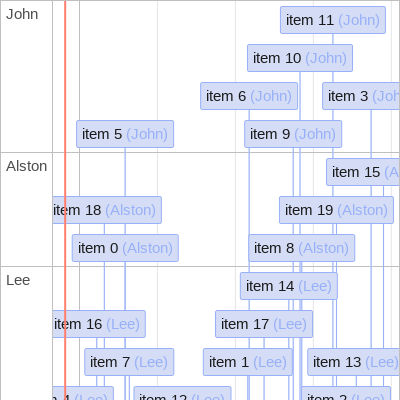 John
item 11 (John)
item 10 (John)
item 6 (John)
item 3 (Joh
item 5 (John)
item 9 (John)
Alston
item 15 (A
item 18 (Alston)
item 19 (Alston)
item 0 (Alston)
item 8 (Alston)
Lee
item 14 (Lee)
item 16 (Lee)
item 17 (Lee)
item 7 (Lee)
item 1 (Lee)
item 13 (Lee)
4 (Lee)
item 12 (Lee)
item 2 (Lee)